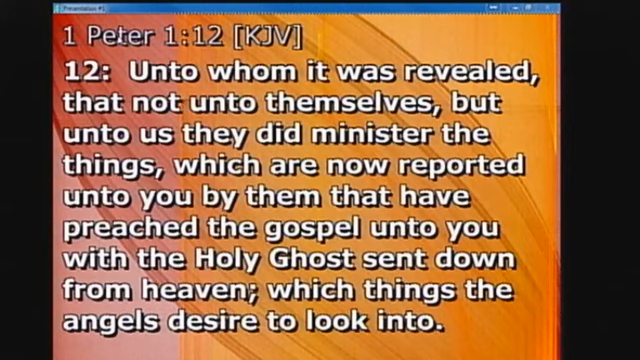 Presentation #1
1 Peter 1:12 [KJV]
12:  Unto whom it was revealed,
that not unto themselves, but
unto us they did minister the
things, which are now reported
unto you by them that have
preached the gospel unto you
with the Holy Ghost sent down
from heaven; which things the
angels desire to look into.